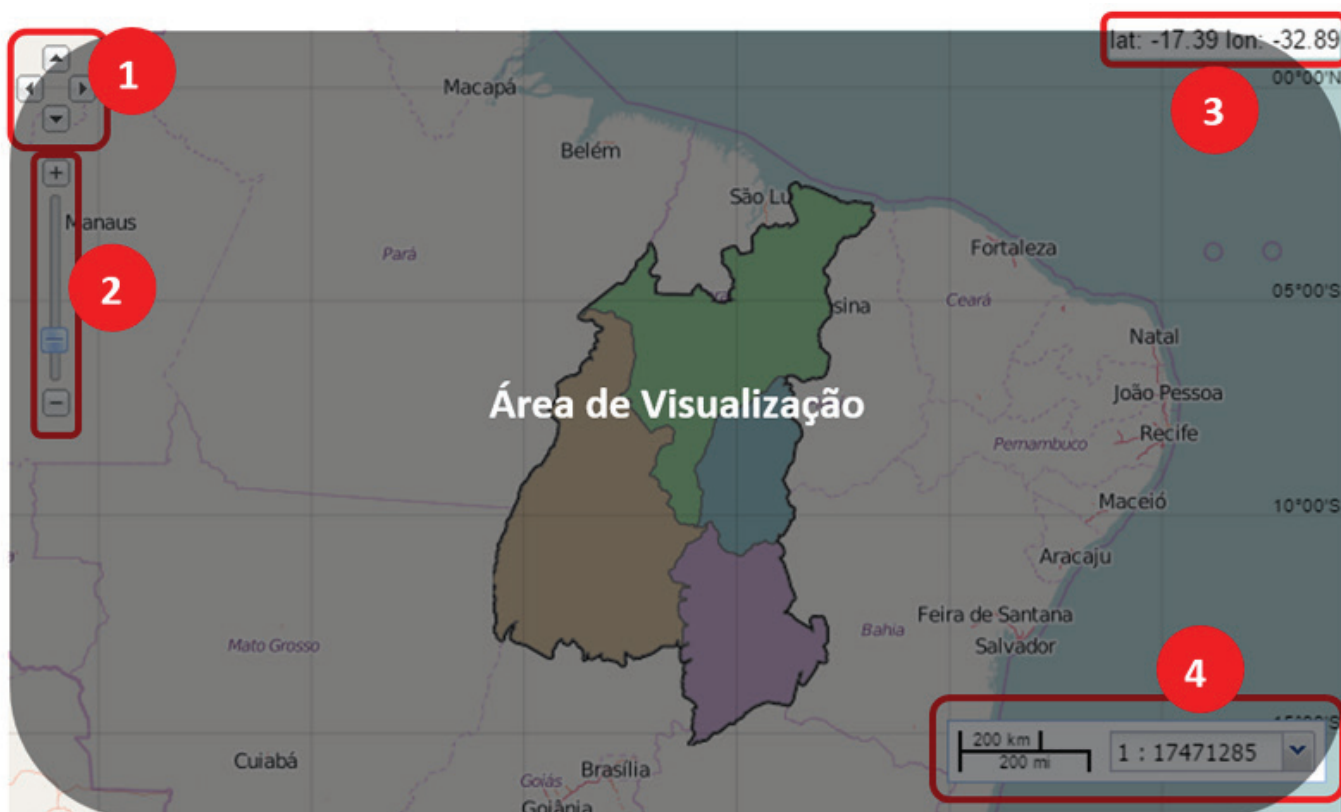 1
lat: -17.39 lon: -32.89
00°00'N
Macapá
3
Belém
São Lu
Manaus
Pará
Fortaleza
2
05°00'S
Ceará
sina
Natal
Área de Visualização
João Pessoa
Recife
Pernambuco
Maceió
10°00'S
Aracaju
Feira de Santana
Bahia
Mato Grosso
Salvador
4
15°00'S
200 km
200 mi
1 : 17471285
Cuiabá
Brasília
Goiás
Goiânia